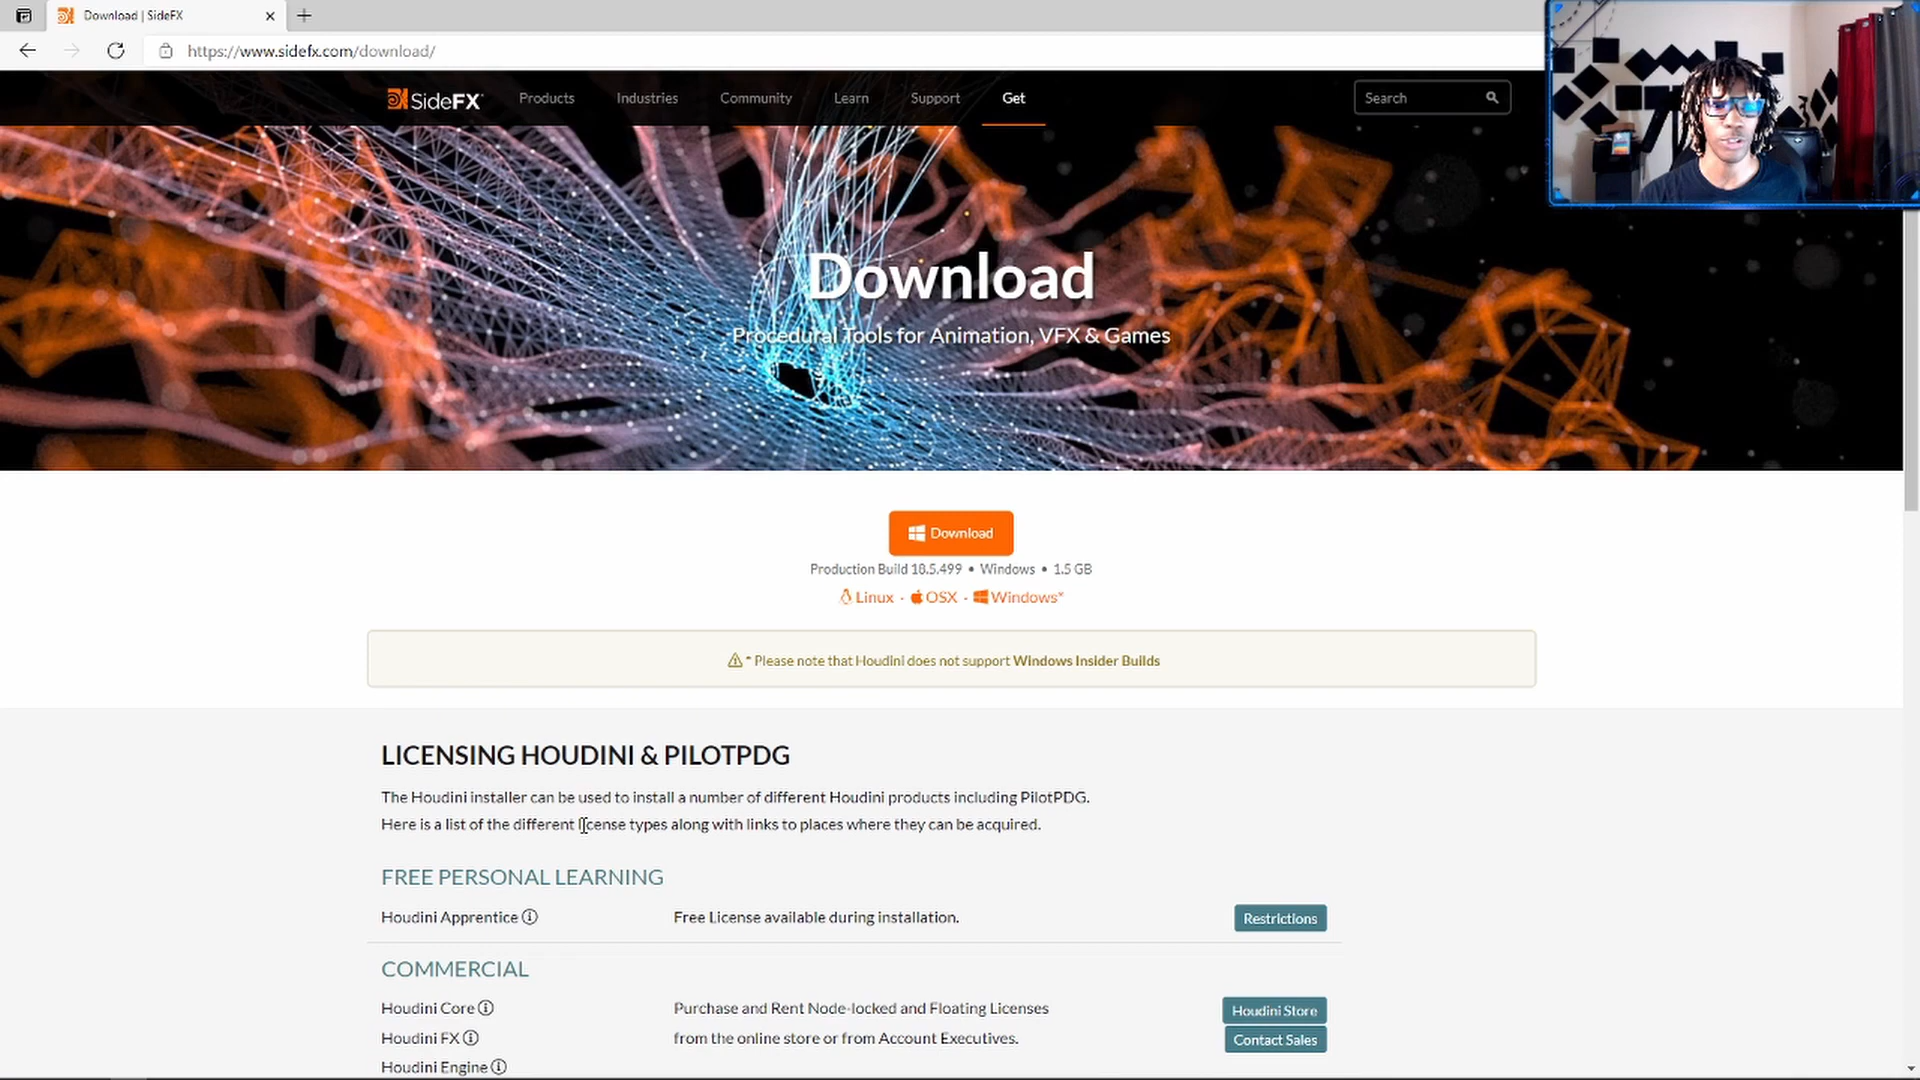 Download | SideFX
https://www.sidefx.com/download/
SideFX
Products
Industries
Community
Learn
Support
Get
Search
Download
Procedural Tools for Animation, VFX & Games
Download
Production Build 18.5.499 • Windows • 1.5 GB
Linux · OSX · Windows*
* Please note that Houdini does not support Windows Insider Builds
LICENSING HOUDINI & PILOTPDG
The Houdini installer can be used to install a number of different Houdini products including PilotPDG.
Here is a list of the different license types along with links to places where they can be acquired.
FREE PERSONAL LEARNING
Houdini Apprentice
Free License available during installation.
Restrictions
COMMERCIAL
Houdini Core
Purchase and Rent Node-locked and Floating Licenses
Houdini Store
Houdini FX
from the online store or from Account Executives.
Contact Sales
Houdini Engine